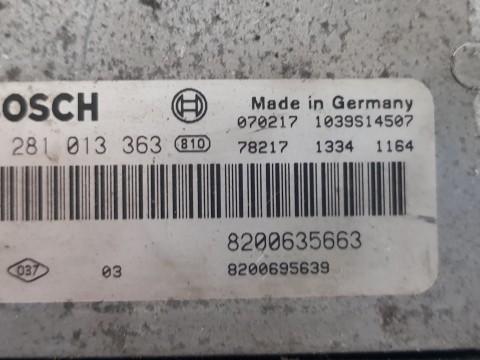 BOSCH
Made in Germany
070217 1039S14507
281 013 363 810 78217 1334 1164
8200635663
037 03 8200695639